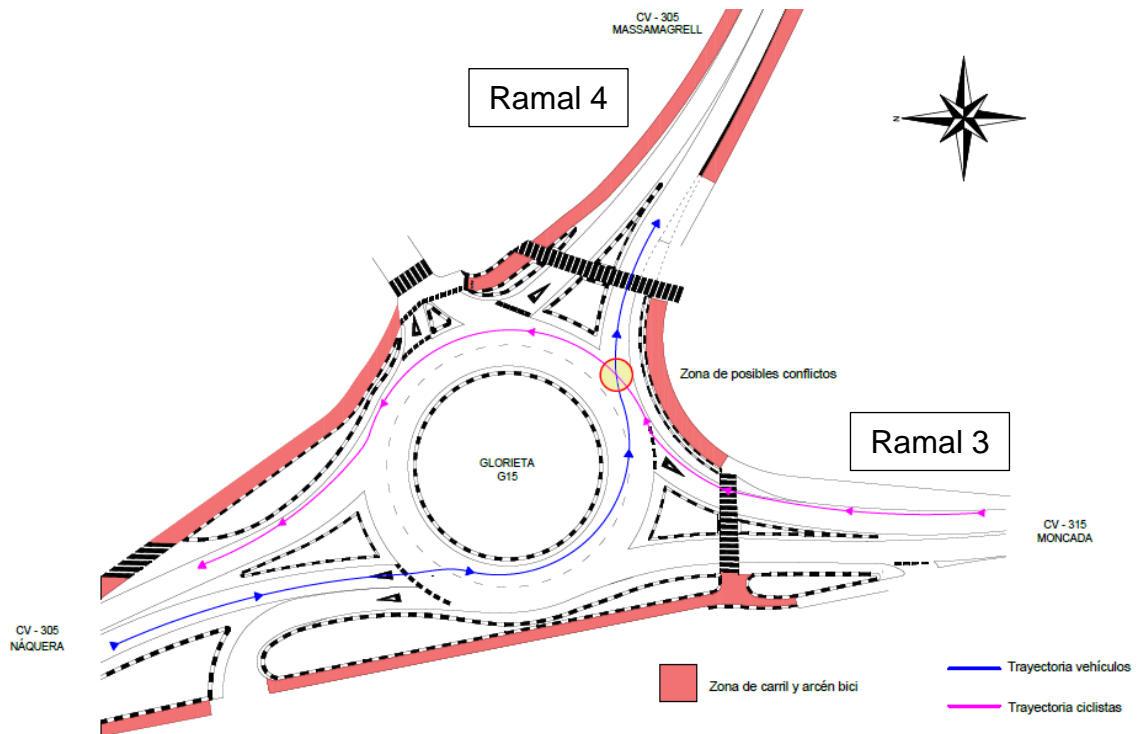 CV - 305
MASSAMAGRELL
Ramal 4
N
Zona de posibles conflictos
Ramal 3
GLORIETA
G15
CV - 315
MONCADA
CV - 305
NÁQUERA
Zona de carril y arcén bici
Trayectoria vehículos
Trayectoria ciclistas